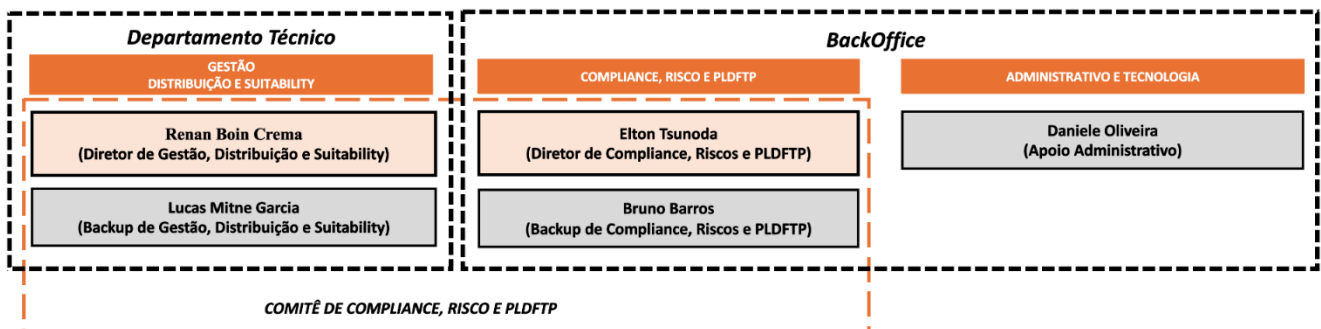 Departamento Técnico
GESTÃO
DISTRIBUIÇÃO E SUITABILITY
Renan Boin Crema
(Diretor de Gestão, Distribuição e Suitability)
Lucas Mitne Garcia
(Backup de Gestão, Distribuição e Suitability)
BackOffice
COMPLIANCE, RISCO E PLDFTP
Elton Tsunoda
(Diretor de Compliance, Riscos e PLDFTP)
Bruno Barros
(Backup de Compliance, Riscos e PLDFTP)
ADMINISTRATIVO E TECNOLOGIA
Daniele Oliveira
(Apoio Administrativo)
COMITÊ DE COMPLIANCE, RISCO E PLDFTP